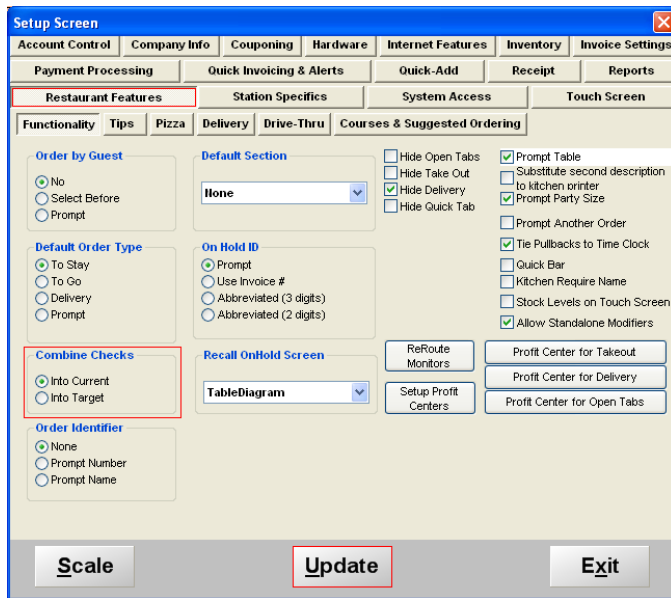 Setup Screen
Account Control Company Info Couponing Hardware Internet Features Inventory Invoice Settings
Payment Processing Quick Invoicing & Alerts Quick-Add Receipt Reports
Restaurant Features Station Specifics System Access Touch Screen
Functionality Tips Pizza Delivery Drive-Thru Courses & Suggested Ordering
Order by Guest
No
Select Before
Prompt
Default Section
None
Hide Open Tabs
Hide Take Out
Hide Delivery
Hide Quick Tab
Prompt Table
Substitute second description
to kitchen printer
Prompt Party Size
Prompt Another Order
Tie Pullbacks to Time Clock
Quick Bar
Kitchen Require Name
Stock Levels on Touch Screen
Allow Standalone Modifiers
Default Order Type
To Stay
To Go
Delivery
Prompt
On Hold ID
Prompt
Use Invoice #
Abbreviated (3 digits)
Abbreviated (2 digits)
Combine Checks
Into Current
Into Target
Recall OnHold Screen
TableDiagram
ReRoute
Monitors
Setup Profit
Centers
Profit Center for Takeout
Profit Center for Delivery
Profit Center for Open Tabs
Order Identifier
None
Prompt Number
Prompt Name
Scale Update Exit